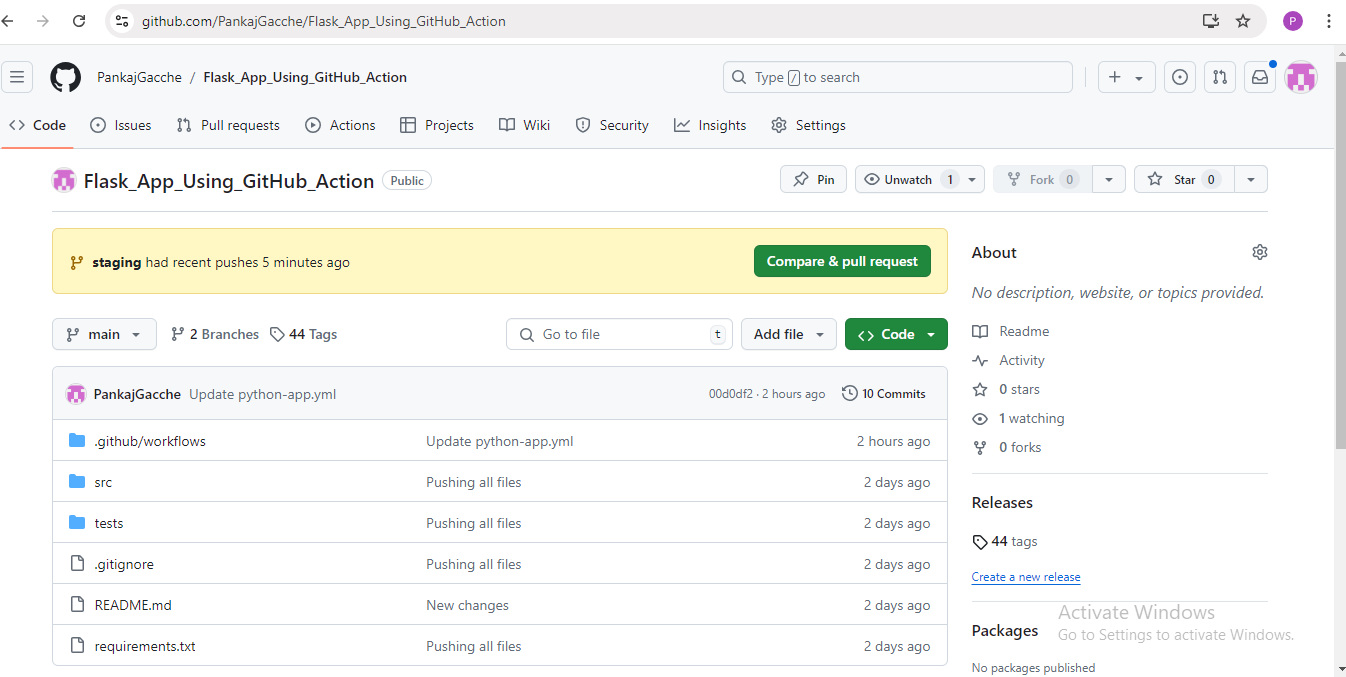 github.com/PankajGacche/Flask_App_Using_GitHub_Action
P
PankajGacche / Flask_App_Using_GitHub_Action
Type / to search
Code Issues Pull requests Actions Projects Wiki Security Insights Settings
Flask_App_Using_GitHub_Action Public
Pin Unwatch 1 Fork 0 Star 0
staging had recent pushes 5 minutes ago
Compare & pull request
main 2 Branches 44 Tags Go to file t Add file Code
PankajGacche Update python-app.yml 00d0df2 · 2 hours ago 10 Commits
.github/workflows Update python-app.yml 2 hours ago
src Pushing all files 2 days ago
tests Pushing all files 2 days ago
.gitignore Pushing all files 2 days ago
README.md New changes 2 days ago
requirements.txt Pushing all files 2 days ago
About
No description, website, or topics provided.
Readme
Activity
0 stars
1 watching
0 forks
Releases
44 tags
Create a new release
Packages
No packages published
Activate Windows
Go to Settings to activate Windows.